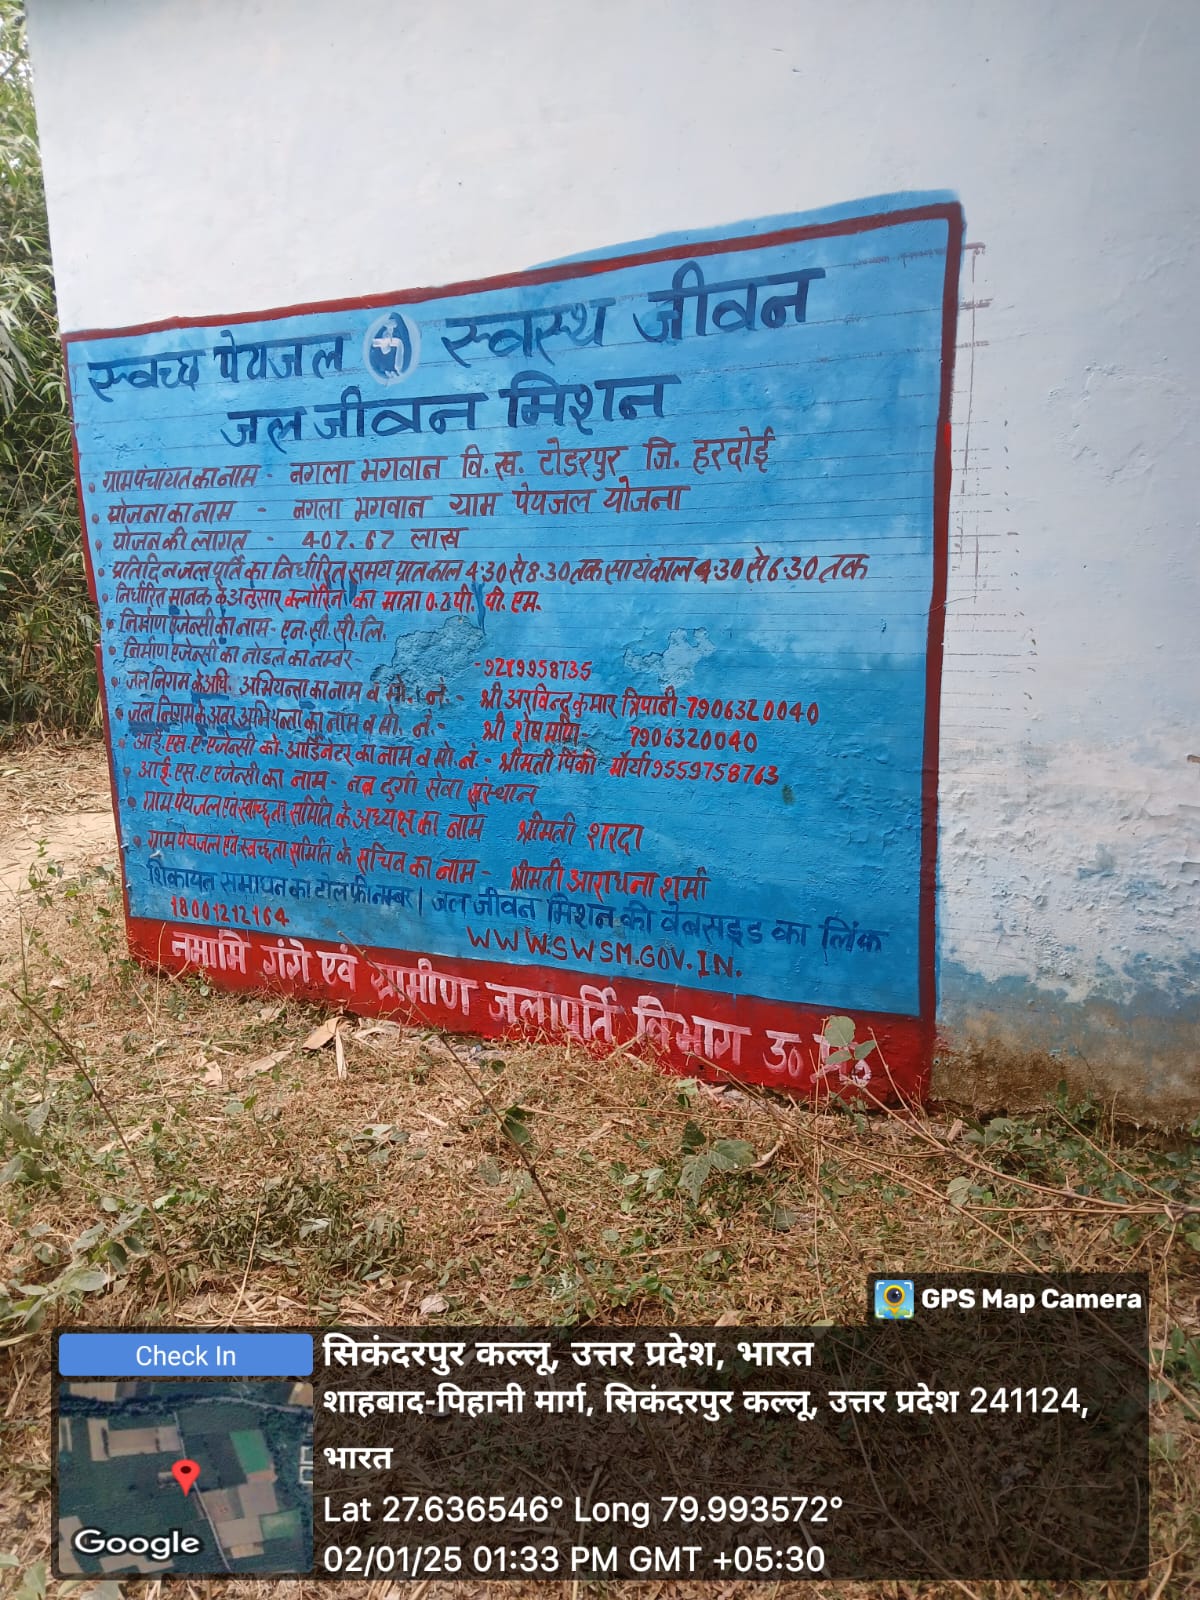 स्वच्छ पेयजल स्वस्थ जीवन
जल जीवन मिशन
• ग्रामपंचायत का नाम - नगला भगवान वि.ख. टोडरपुर जि. हरदोई
• योजना का नाम - नगला भगवान ग्राम पेयजल योजना
• योजन की लागत - 407.67 लाख
• प्रतिदिन जलपूर्ति का निर्धारित समय प्रातकाल 4:30 से 8.30 तक सायंकाल 4:30 से 6:30 तक
• निर्धारित मानक के अनुसार क्लोरिन का मात्रा 0.2 पी. पी. एम.
• निर्माण एजेन्सी का नाम - एन.सी.सी.लि.
• निर्माण एजेन्सी का नोडल का नम्बर - - 9219958735
• जलनिगम के अधि. अभियन्ता का नाम व मो. नं. - श्री अरविन्द कुमार त्रिपाठी - 7906320040
• जल निगम के अवर अभियन्ता का नाम व मो. नं. - श्री शेषमणि - 7906320040
• आई.एस.ए. एजेन्सी को-आर्डिनेटर का नाम व मो. नं. - श्रीमती पिंकी मौर्या 9559758763
• आई.एस.ए एजेन्सी का नाम - नव दुर्गा सेवा संस्थान
• ग्राम पेयजल एवं स्वच्छता समिति के अध्यक्ष का नाम श्रीमती शरदा
• ग्राम पेयजल एवं स्वच्छता समिति के सचिव का नाम - श्रीमती आराधना शर्मा
शिकायत समाधन का टोल फ्री नम्बर | जल जीवन मिशन की वेबसाइड का लिंक
18001212164 WWW.SWSM.GOV.IN.
नमामि गंगे एवं ग्रामीण जलापूर्ति विभाग उ० प्र०
GPS Map Camera
Check In
सिकंदरपुर कल्लू, उत्तर प्रदेश, भारत
शाहबाद-पिहानी मार्ग, सिकंदरपुर कल्लू, उत्तर प्रदेश 241124,
भारत
Lat 27.636546° Long 79.993572°
02/01/25 01:33 PM GMT +05:30
Google